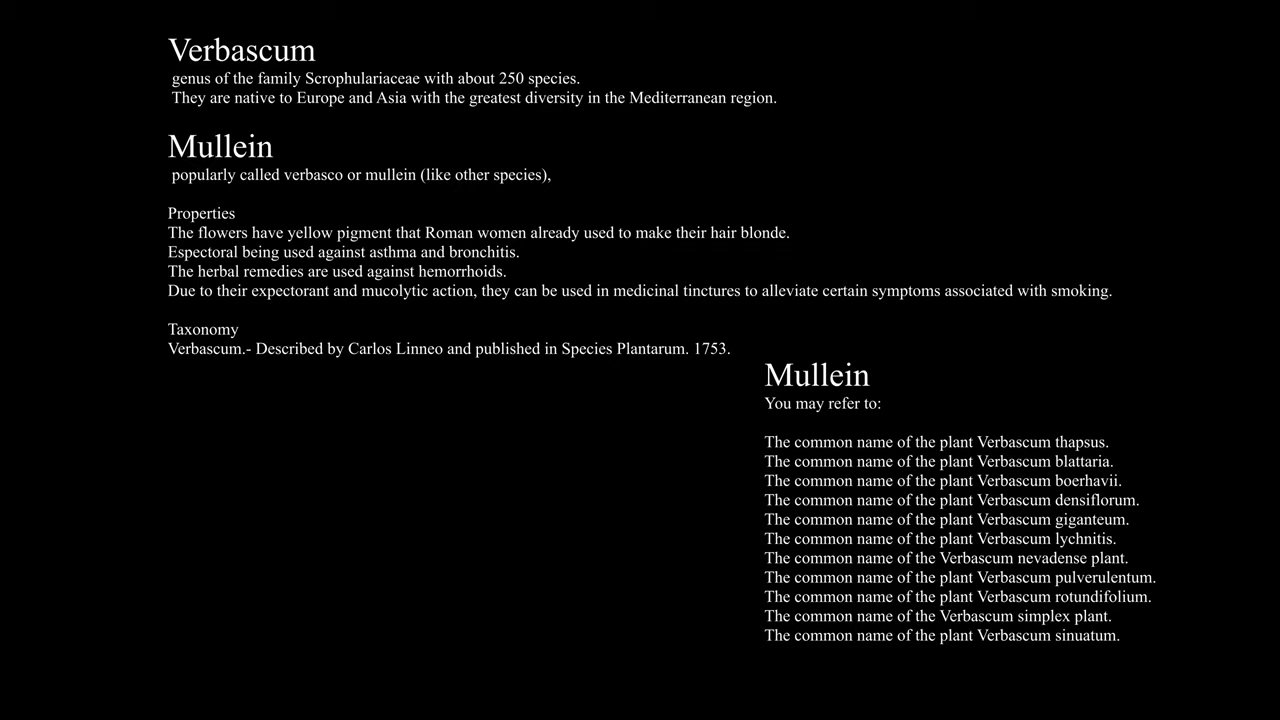 Verbascum
genus of the family Scrophulariaceae with about 250 species.
They are native to Europe and Asia with the greatest diversity in the Mediterranean region.
Mullein
popularly called verbasco or mullein (like other species),
Properties
The flowers have yellow pigment that Roman women already used to make their hair blonde.
Espectoral being used against asthma and bronchitis.
The herbal remedies are used against hemorrhoids.
Due to their expectorant and mucolytic action, they can be used in medicinal tinctures to alleviate certain symptoms associated with smoking.
Taxonomy
Verbascum.- Described by Carlos Linneo and published in Species Plantarum. 1753.
Mullein
You may refer to:
The common name of the plant Verbascum thapsus.
The common name of the plant Verbascum blattaria.
The common name of the plant Verbascum boerhavii.
The common name of the plant Verbascum densiflorum.
The common name of the plant Verbascum giganteum.
The common name of the plant Verbascum lychnitis.
The common name of the Verbascum nevadense plant.
The common name of the plant Verbascum pulverulentum.
The common name of the plant Verbascum rotundifolium.
The common name of the Verbascum simplex plant.
The common name of the plant Verbascum sinuatum.